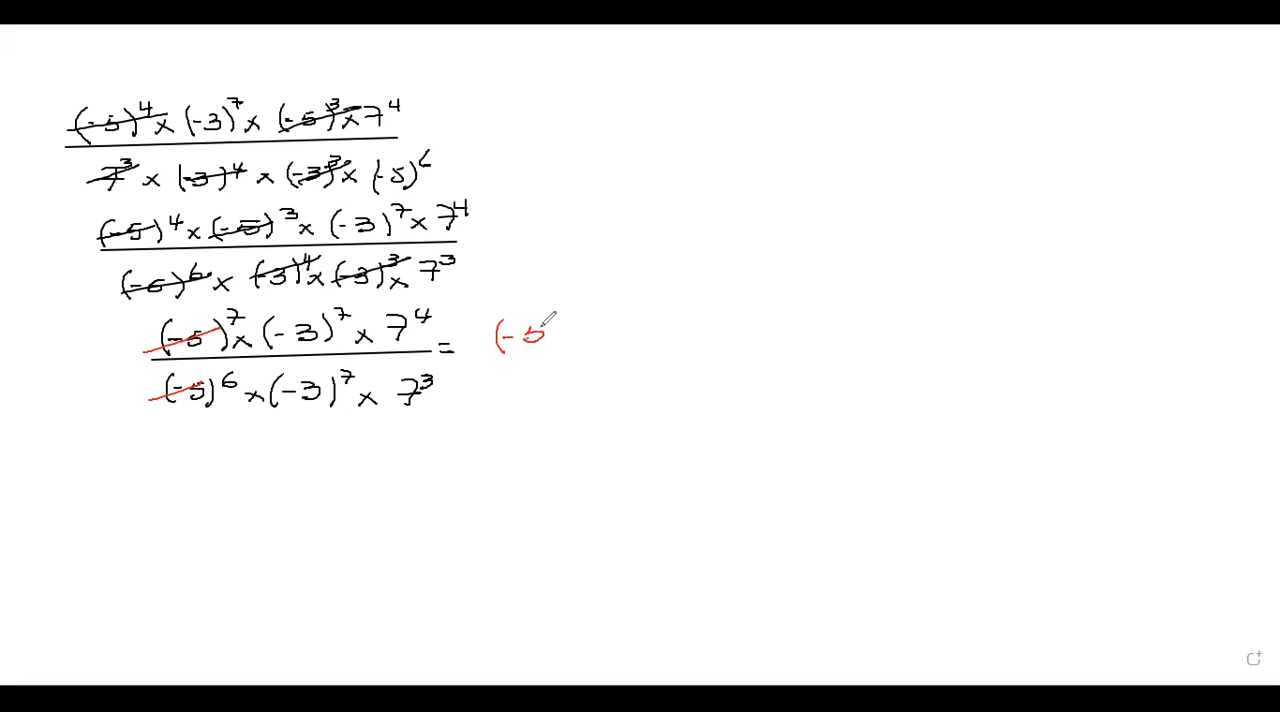 (-5)⁴ x (-3)⁷ x (-5)³ x 7⁴
7³ x (-3)⁴ x (-3)³ x (-5)⁶
(-5)⁴ x (-5)³ x (-3)⁷ x 7⁴
(-5)⁶ x (-3)⁴ x (-3)³ x 7³
(-5)⁷ x (-3)⁷ x 7⁴ = (-5
(-5)⁶ x (-3)⁷ x 7³